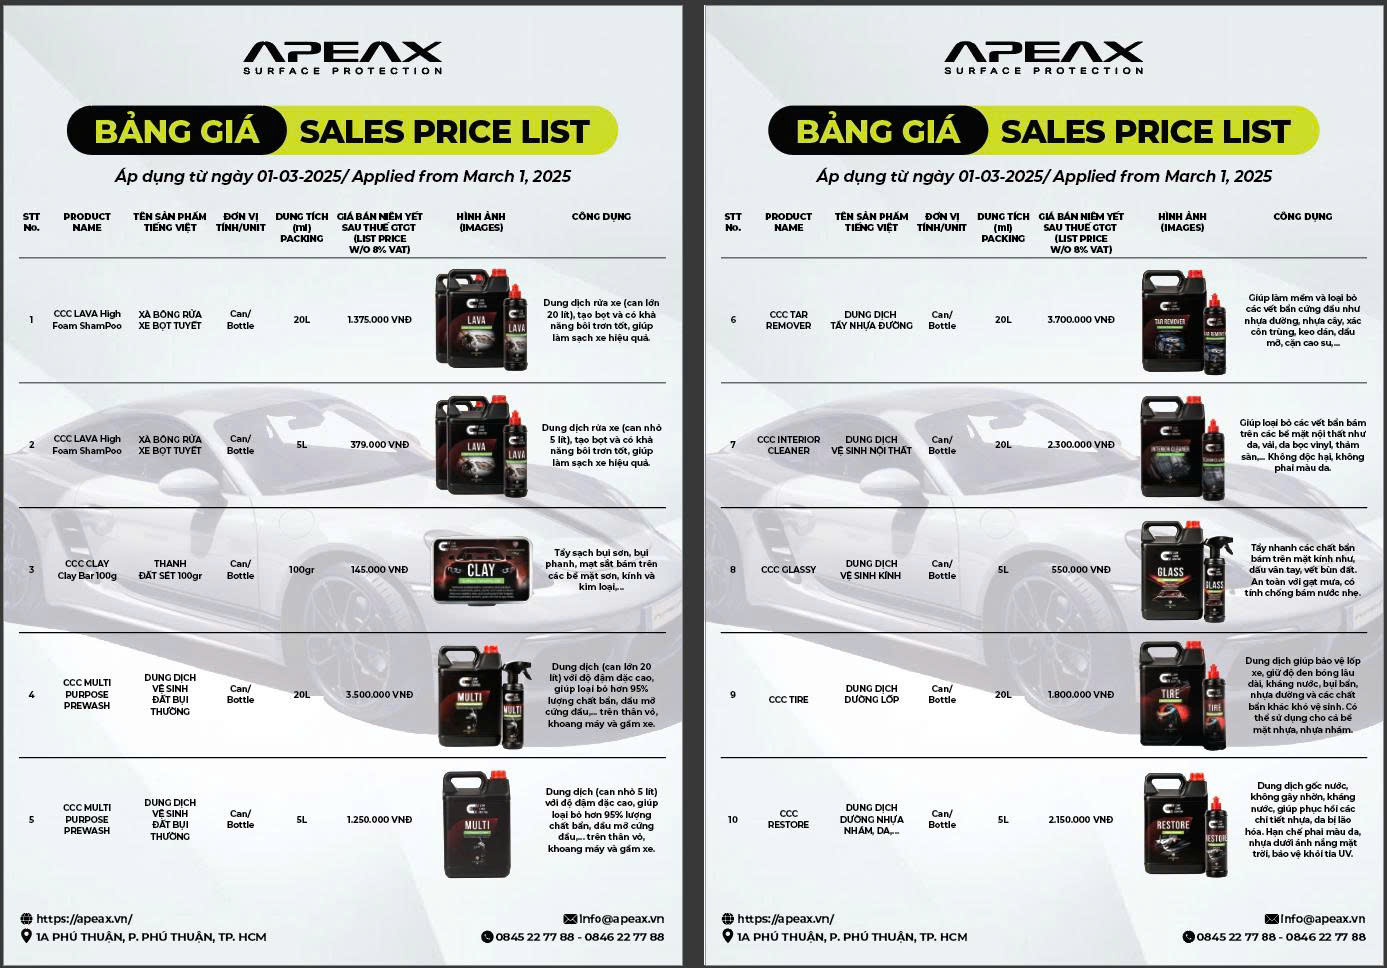 APEAX
SURFACE PROTECTION
BẢNG GIÁ SALES PRICE LIST
Áp dụng từ ngày 01-03-2025/ Applied from March 1, 2025
STT No.
PRODUCT NAME
TÊN SẢN PHẨM TIẾNG VIỆT
ĐƠN VỊ TÍNH/UNIT
DUNG TÍCH (ml) PACKING
GIÁ BÁN NIÊM YẾT SAU THUẾ GTGT (LIST PRICE W/O 8% VAT)
HÌNH ẢNH (IMAGES)
CÔNG DỤNG
1
CCC LAVA High
Foam ShamPoo
XÀ BÔNG RỬA
XE BỌT TUYẾT
Can/
Bottle
20L
1.375.000 VNĐ
LAVA
LAVA
Dung dịch rửa xe (can lớn
20 lít), tạo bọt và có khả
năng bôi trơn tốt, giúp
làm sạch xe hiệu quả.
2
CCC LAVA High
Foam ShamPoo
XÀ BÔNG RỬA
XE BỌT TUYẾT
Can/
Bottle
5L
379.000 VNĐ
LAVA
LAVA
Dung dịch rửa xe (can nhỏ
5 lít), tạo bọt và có khả
năng bôi trơn tốt, giúp
làm sạch xe hiệu quả.
3
CCC CLAY
Clay Bar 100g
THANH
ĐẤT SÉT 100gr
Can/
Bottle
100gr
145.000 VNĐ
CLAY
Tẩy sạch bụi sơn, bụi
phanh, mạt sắt bám trên
các bề mặt sơn, kính và
kim loại,...
4
CCC MULTI
PURPOSE
PREWASH
DUNG DỊCH
VỆ SINH
ĐẤT BỤI
THƯỜNG
Can/
Bottle
20L
3.500.000 VNĐ
MULTI
MULTI
Dung dịch (can lớn 20
lít) với độ đậm đặc cao,
giúp loại bỏ hơn 95%
lượng chất bẩn, dầu mỡ
cứng đầu,... trên thân vỏ,
khoang máy và gầm xe.
5
CCC MULTI
PURPOSE
PREWASH
DUNG DỊCH
VỆ SINH
ĐẤT BỤI
THƯỜNG
Can/
Bottle
5L
1.250.000 VNĐ
MULTI
Dung dịch (can nhỏ 5 lít)
với độ đậm đặc cao, giúp
loại bỏ hơn 95% lượng
chất bẩn, dầu mỡ cứng
đầu,... trên thân vỏ,
khoang máy và gầm xe.
https://apeax.vn/
info@apeax.vn
1A PHÚ THUẬN, P. PHÚ THUẬN, TP. HCM
0845 22 77 88 - 0846 22 77 88
APEAX
SURFACE PROTECTION
BẢNG GIÁ SALES PRICE LIST
Áp dụng từ ngày 01-03-2025/ Applied from March 1, 2025
STT No.
PRODUCT NAME
TÊN SẢN PHẨM TIẾNG VIỆT
ĐƠN VỊ TÍNH/UNIT
DUNG TÍCH (ml) PACKING
GIÁ BÁN NIÊM YẾT SAU THUẾ GTGT (LIST PRICE W/O 8% VAT)
HÌNH ẢNH (IMAGES)
CÔNG DỤNG
6
CCC TAR
REMOVER
DUNG DỊCH
TẨY NHỰA ĐƯỜNG
Can/
Bottle
20L
3.700.000 VNĐ
TAR REMOVER
Giúp làm mềm và loại bỏ
các vết bẩn cứng đầu như
nhựa đường, nhựa cây, xác
côn trùng, keo dán, dầu
mỡ, cặn cao su,...
7
CCC INTERIOR
CLEANER
DUNG DỊCH
VỆ SINH NỘI THẤT
Can/
Bottle
20L
2.300.000 VNĐ
INTERIOR CLEANER
Giúp loại bỏ các vết bẩn bám
trên các bề mặt nội thất như
da, vải, da bọc vinyl, thảm
sàn,... Không độc hại, không
phai màu da.
8
CCC GLASSY
DUNG DỊCH
VỆ SINH KÍNH
Can/
Bottle
5L
550.000 VNĐ
GLASS
GLASS
Tẩy nhanh các chất bẩn
bám trên mặt kính như,
dấu vân tay, vết bùn đất.
An toàn với gạt mưa, có
tính chống bám nước nhẹ.
9
CCC TIRE
DUNG DỊCH
DƯỠNG LỐP
Can/
Bottle
20L
1.800.000 VNĐ
TIRE
TIRE
Dung dịch giúp bảo vệ lốp
xe, giữ độ đen bóng lâu
dài, kháng nước, bụi bẩn,
nhựa đường và các chất
bẩn khác khó vệ sinh. Có
thể sử dụng cho cả bề
mặt nhựa, nhựa nhám.
10
CCC
RESTORE
DUNG DỊCH
DƯỠNG NHỰA
NHÁM, DA,...
Can/
Bottle
5L
2.150.000 VNĐ
RESTORE
RESTORE
Dung dịch gốc nước,
không gây nhờn, kháng
nước, giúp phục hồi các
chi tiết nhựa, da bị lão
hóa. Hạn chế phai màu da,
nhựa dưới ánh nắng mặt
trời, bảo vệ khỏi tia UV.
https://apeax.vn/
info@apeax.vn
1A PHÚ THUẬN, P. PHÚ THUẬN, TP. HCM
0845 22 77 88 - 0846 22 77 88